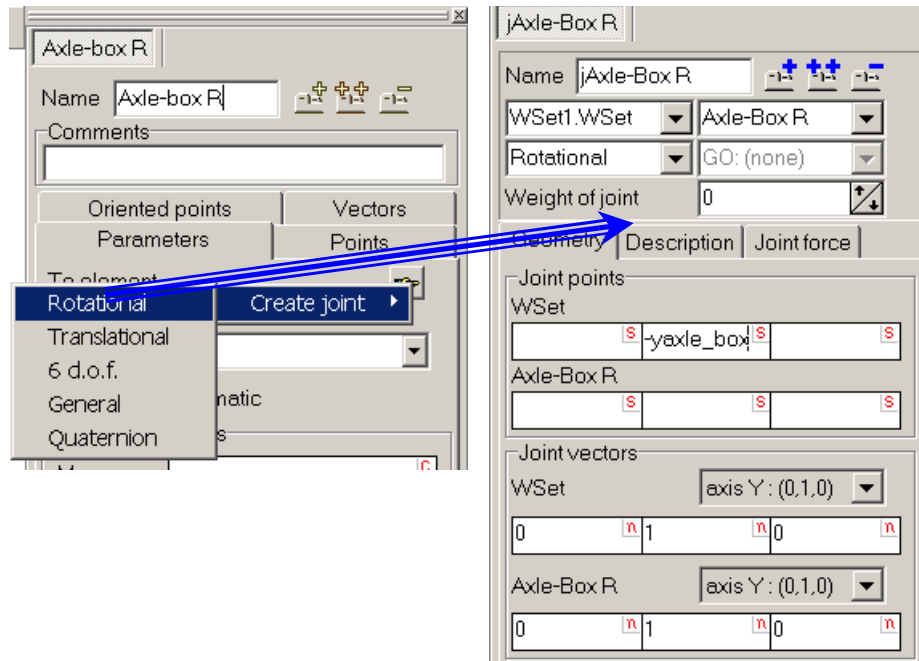 Axle-box R
Name Axle-box R
Comments
Oriented points Vectors
Parameters Points
To element
Rotational Create joint
Translational
6 d.o.f.
General matic
Quaternion s
C
jAxle-Box R
Name jAxle-Box R
WSet1.WSet Axle-Box R
Rotational GO: (none)
Weight of joint 0
Geometry Description Joint force
Joint points
WSet
s -yaxle_box s s
Axle-Box R
s s s
Joint vectors
WSet axis Y : (0,1,0)
0 n 1 n 0 n
Axle-Box R axis Y : (0,1,0)
0 n 1 n 0 n